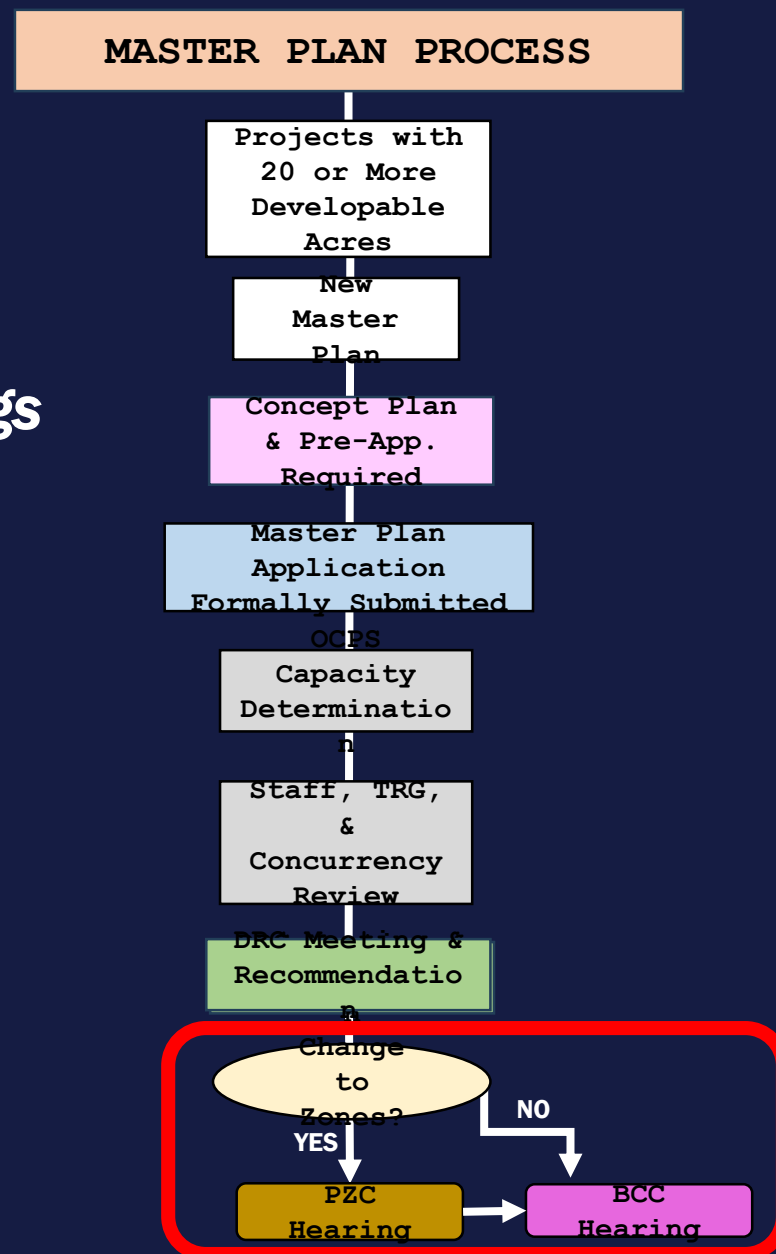 MASTER PLAN PROCESS
Projects with
20 or More
Developable
Acres
New
Master
Plan
gs
Concept Plan
& Pre-App.
Required
Master Plan
Application
Formally Submitted
OCPS
Capacity
Determinatio
n
Staff, TRG,
&
Concurrency
Review
DRC Meeting &
Recommendatio
n
Change
to
Zones?
NO
YES
PZC
Hearing
BCC
Hearing